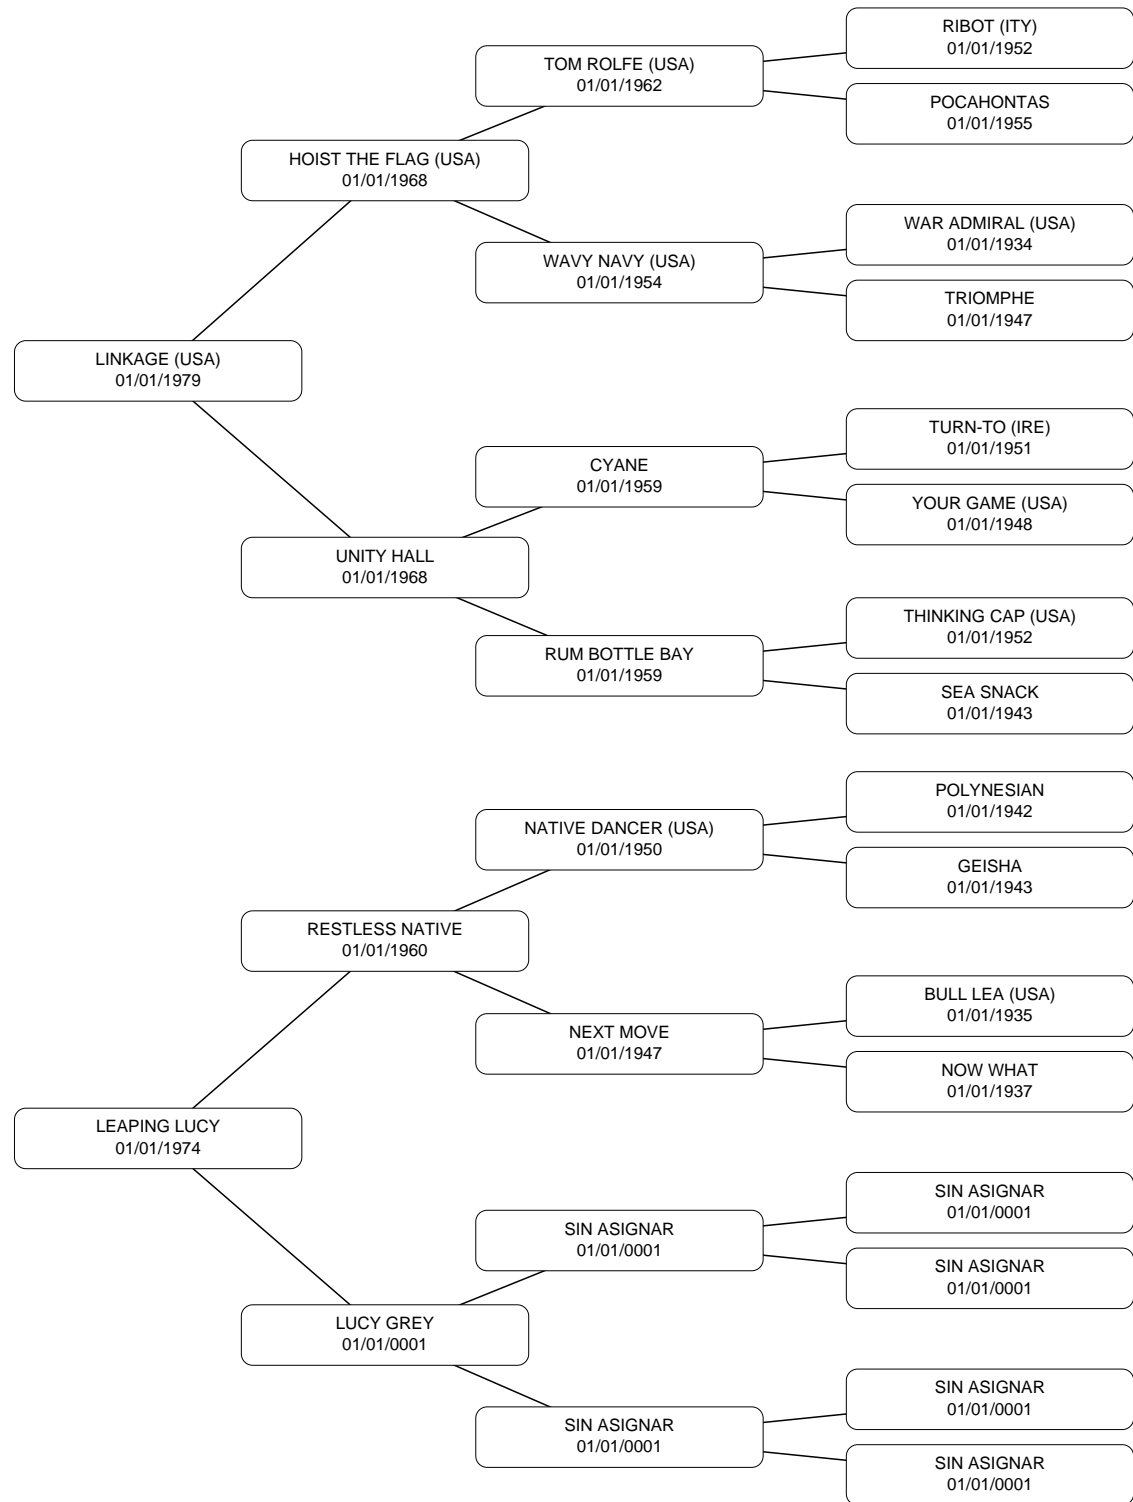 RIBOT (ITY)
01/01/1952
TOM ROLFE (USA)
01/01/1962
POCAHONTAS
01/01/1955
HOIST THE FLAG (USA)
01/01/1968
WAR ADMIRAL (USA)
01/01/1934
WAVY NAVY (USA)
01/01/1954
TRIOMPHE
01/01/1947
LINKAGE (USA)
01/01/1979
TURN-TO (IRE)
01/01/1951
CYANE
01/01/1959
YOUR GAME (USA)
01/01/1948
UNITY HALL
01/01/1968
THINKING CAP (USA)
01/01/1952
RUM BOTTLE BAY
01/01/1959
SEA SNACK
01/01/1943
POLYNESIAN
01/01/1942
NATIVE DANCER (USA)
01/01/1950
GEISHA
01/01/1943
RESTLESS NATIVE
01/01/1960
BULL LEA (USA)
01/01/1935
NEXT MOVE
01/01/1947
NOW WHAT
01/01/1937
LEAPING LUCY
01/01/1974
SIN ASIGNAR
01/01/0001
SIN ASIGNAR
01/01/0001
SIN ASIGNAR
01/01/0001
LUCY GREY
01/01/0001
SIN ASIGNAR
01/01/0001
SIN ASIGNAR
01/01/0001
SIN ASIGNAR
01/01/0001